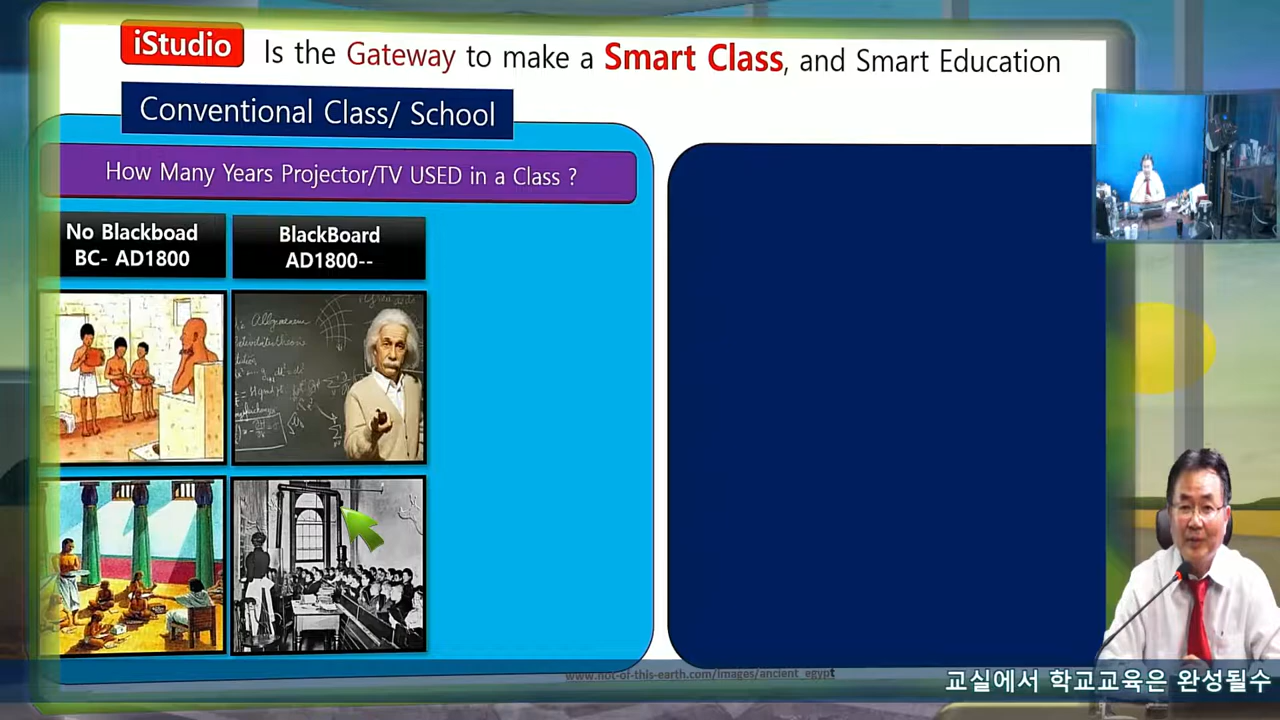 iStudio Is the Gateway to make a Smart Class, and Smart Education
Conventional Class/ School
How Many Years Projector/TV USED in a Class ?
No Blackboad
BC- AD1800
BlackBoard
AD1800--
www.not-of-this-earth.com/images/ancient_egypt
교실에서 학교교육은 완성될수